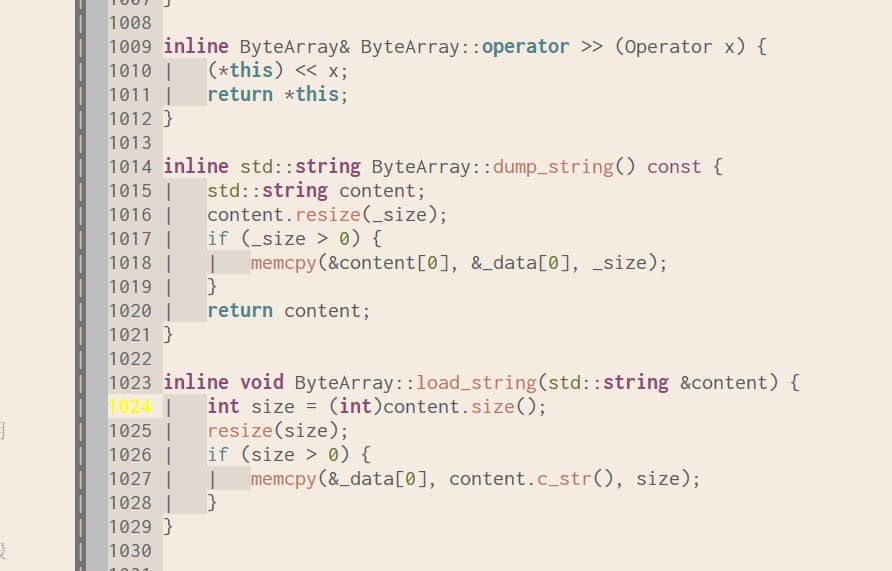 1008
1009 inline ByteArray& ByteArray::operator >> (Operator x) {
1010 |   (*this) << x;
1011 |   return *this;
1012 }
1013
1014 inline std::string ByteArray::dump_string() const {
1015 |   std::string content;
1016 |   content.resize(_size);
1017 |   if (_size > 0) {
1018 |   |   memcpy(&content[0], &_data[0], _size);
1019 |   }
1020 |   return content;
1021 }
1022
1023 inline void ByteArray::load_string(std::string &content) {
1024 |   int size = (int)content.size();
1025 |   resize(size);
1026 |   if (size > 0) {
1027 |   |   memcpy(&_data[0], content.c_str(), size);
1028 |   }
1029 }
1030